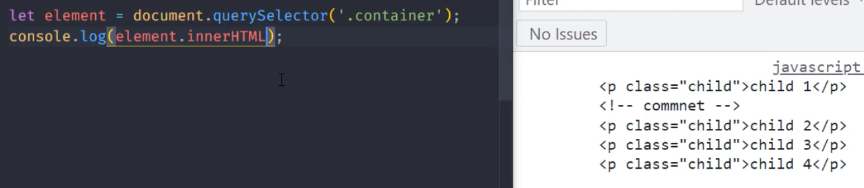 let element = document.querySelector('.container');
console.log(element.innerHTML);
Filter
Default levels
No Issues
javascript
<p class="child">child 1</p>
<!-- commnet -->
<p class="child">child 2</p>
<p class="child">child 3</p>
<p class="child">child 4</p>